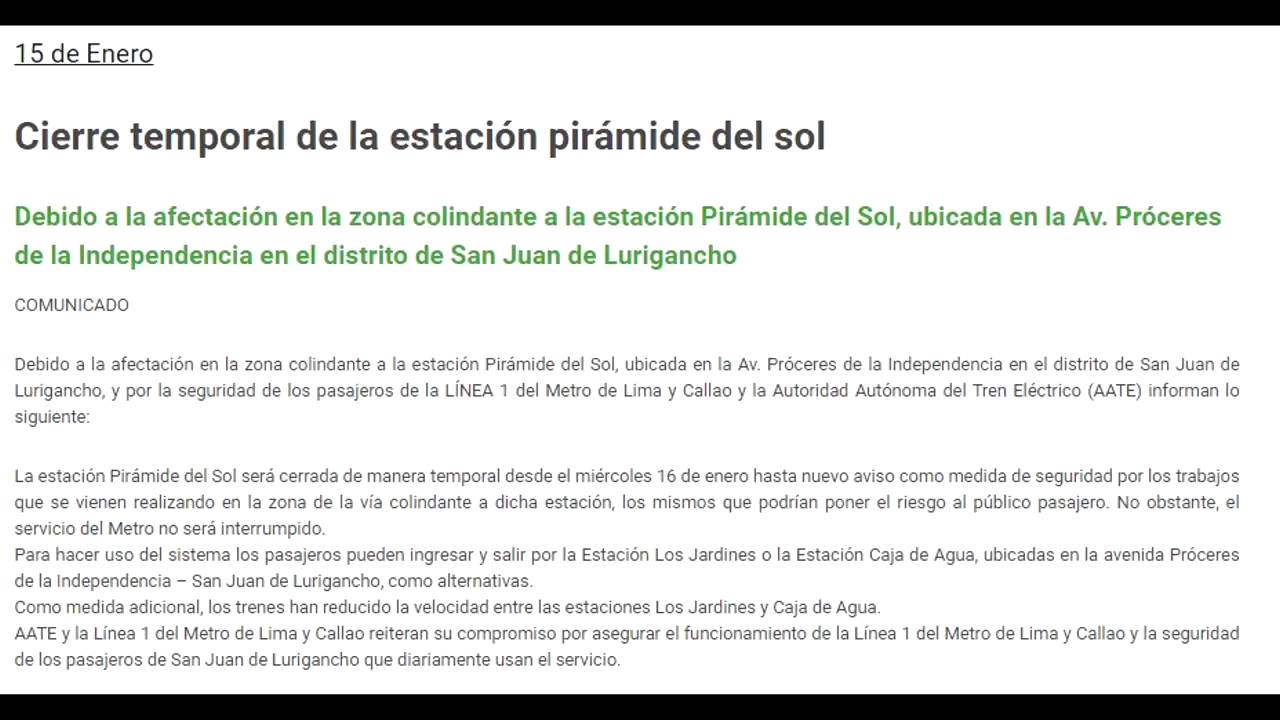 15 de Enero
Cierre temporal de la estación pirámide del sol
Debido a la afectación en la zona colindante a la estación Pirámide del Sol, ubicada en la Av. Próceres
de la Independencia en el distrito de San Juan de Lurigancho
COMUNICADO
Debido a la afectación en la zona colindante a la estación Pirámide del Sol, ubicada en la Av. Próceres de la Independencia en el distrito de San Juan de
Lurigancho, y por la seguridad de los pasajeros de la LÍNEA 1 del Metro de Lima y Callao y la Autoridad Autónoma del Tren Eléctrico (AATE) informan lo
siguiente:
La estación Pirámide del Sol será cerrada de manera temporal desde el miércoles 16 de enero hasta nuevo aviso como medida de seguridad por los trabajos
que se vienen realizando en la zona de la vía colindante a dicha estación, los mismos que podrían poner el riesgo al público pasajero. No obstante, el
servicio del Metro no será interrumpido.
Para hacer uso del sistema los pasajeros pueden ingresar y salir por la Estación Los Jardines o la Estación Caja de Agua, ubicadas en la avenida Próceres
de la Independencia – San Juan de Lurigancho, como alternativas.
Como medida adicional, los trenes han reducido la velocidad entre las estaciones Los Jardines y Caja de Agua.
AATE y la Línea 1 del Metro de Lima y Callao reiteran su compromiso por asegurar el funcionamiento de la Línea 1 del Metro de Lima y Callao y la seguridad
de los pasajeros de San Juan de Lurigancho que diariamente usan el servicio.